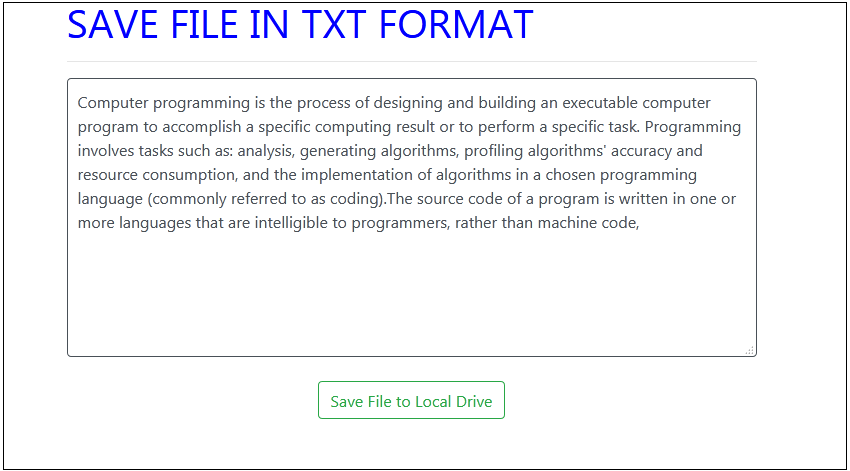 SAVE FILE IN TXT FORMAT
Computer programming is the process of designing and building an executable computer
program to accomplish a specific computing result or to perform a specific task. Programming
involves tasks such as: analysis, generating algorithms, profiling algorithms' accuracy and
resource consumption, and the implementation of algorithms in a chosen programming
language (commonly referred to as coding).The source code of a program is written in one or
more languages that are intelligible to programmers, rather than machine code,
Save File to Local Drive